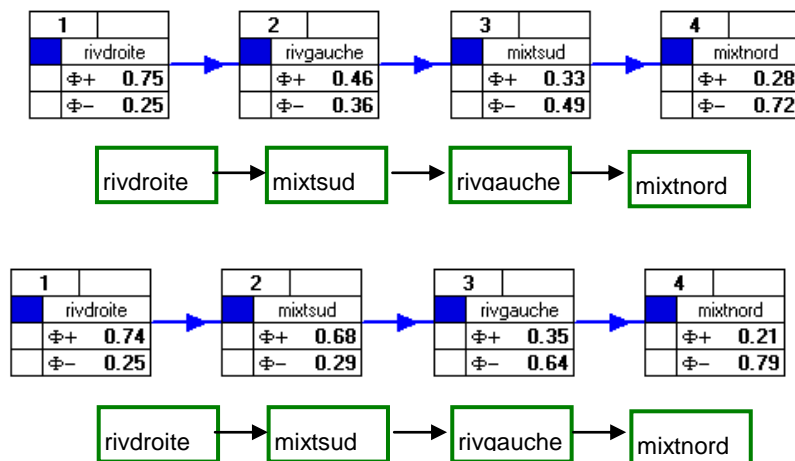 1 2 3 4
rivdroite rivgauche mixtsud mixtnord
Φ+ 0.75 Φ+ 0.46 Φ+ 0.33 Φ+ 0.28
Φ− 0.25 Φ− 0.36 Φ− 0.49 Φ− 0.72
rivdroite mixtsud rivgauche mixtnord
1 2 3 4
rivdroite mixtsud rivgauche mixtnord
Φ+ 0.74 Φ+ 0.68 Φ+ 0.35 Φ+ 0.21
Φ− 0.25 Φ− 0.29 Φ− 0.64 Φ− 0.79
rivdroite mixtsud rivgauche mixtnord